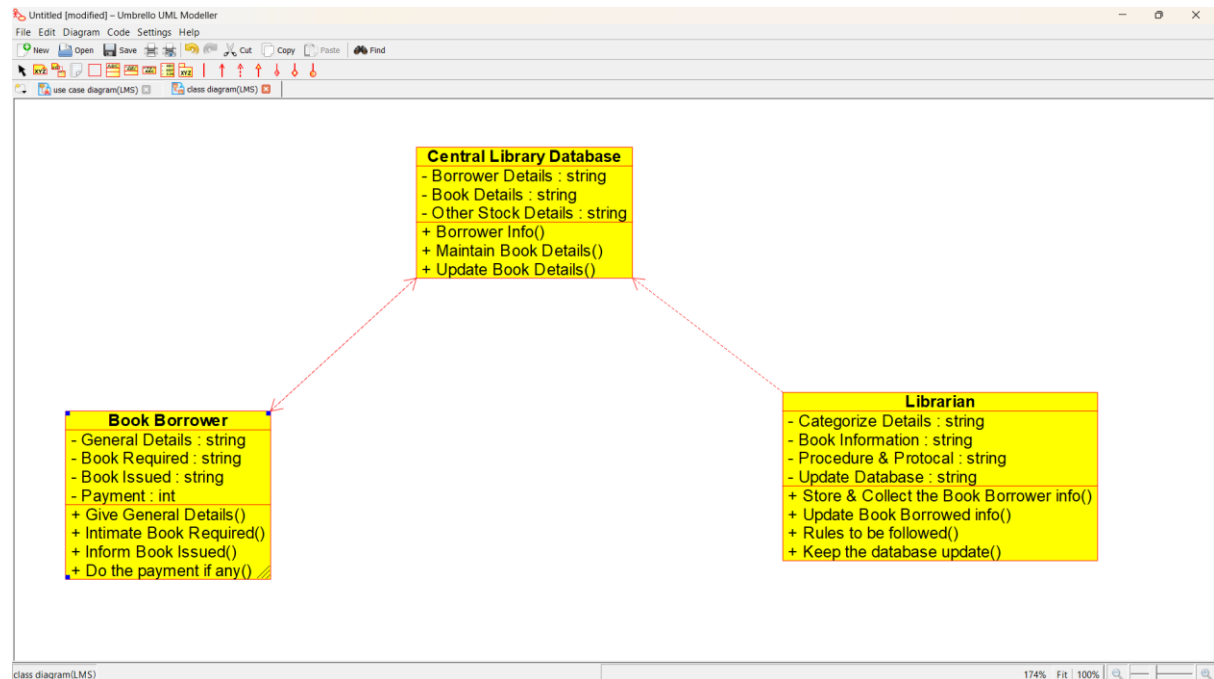 Untitled [modified] – Umbrello UML Modeller
File Edit Diagram Code Settings Help
New Open Save Cut Copy Paste Find
use case diagram(LMS) class diagram(LMS)
Central Library Database
- Borrower Details : string
- Book Details : string
- Other Stock Details : string
+ Borrower Info()
+ Maintain Book Details()
+ Update Book Details()
Book Borrower
- General Details : string
- Book Required : string
- Book Issued : string
- Payment : int
+ Give General Details()
+ Intimate Book Required()
+ Inform Book Issued()
+ Do the payment if any()
Librarian
- Categorize Details : string
- Book Information : string
- Procedure & Protocal : string
- Update Database : string
+ Store & Collect the Book Borrower info()
+ Update Book Borrowed info()
+ Rules to be followed()
+ Keep the database update()
class diagram(LMS) 174% Fit 100%